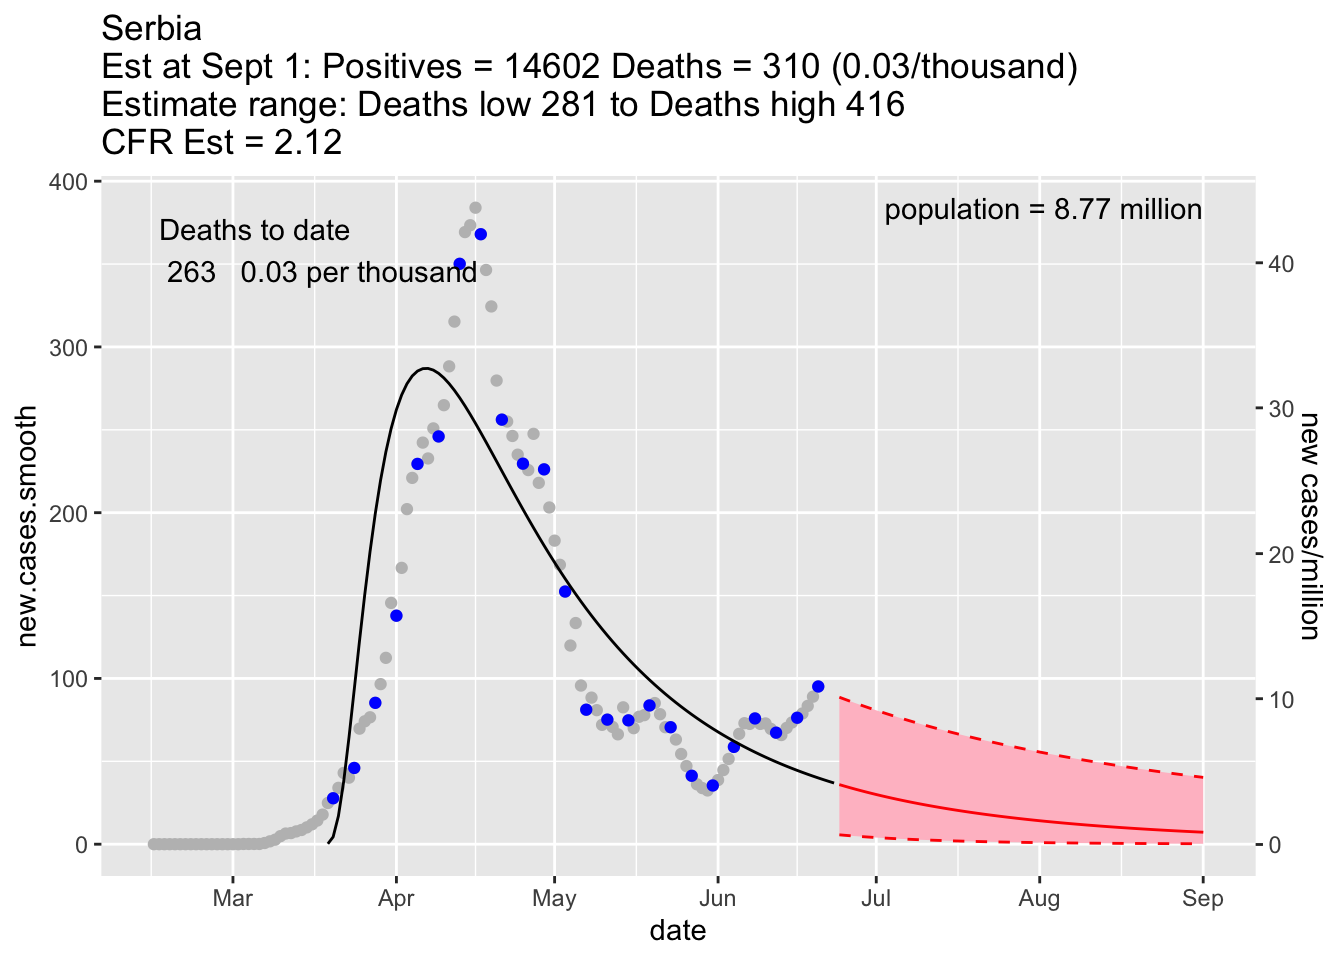 Serbia
Est at Sept 1: Positives = 14602 Deaths = 310 (0.03/thousand)
Estimate range: Deaths low 281 to Deaths high 416
CFR Est = 2.12
Deaths to date
263 0.03 per thousand
population = 8.77 million
new.cases.smooth
400
300
200
100
0
new cases/million
40
30
20
10
0
Mar Apr May Jun Jul Aug Sep
date